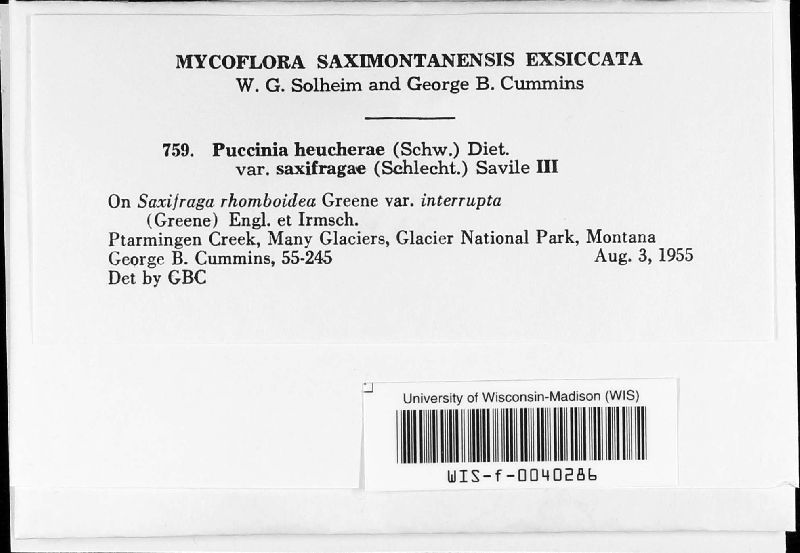 MYCOFLORA SAXIMONTANENSIS EXSICCATA
W. G. Solheim and George B. Cummins
759. Puccinia heucherae (Schw.) Diet.
var. saxifragae (Schlecht.) Savile III
On Saxifraga rhomboidea Greene var. interrupta
(Greene) Engl. et Irmsch.
Ptarmingen Creek, Many Glaciers, Glacier National Park, Montana
George B. Cummins, 55-245 Aug. 3, 1955
Det by GBC
University of Wisconsin-Madison (WIS)
WIS-f-0040286